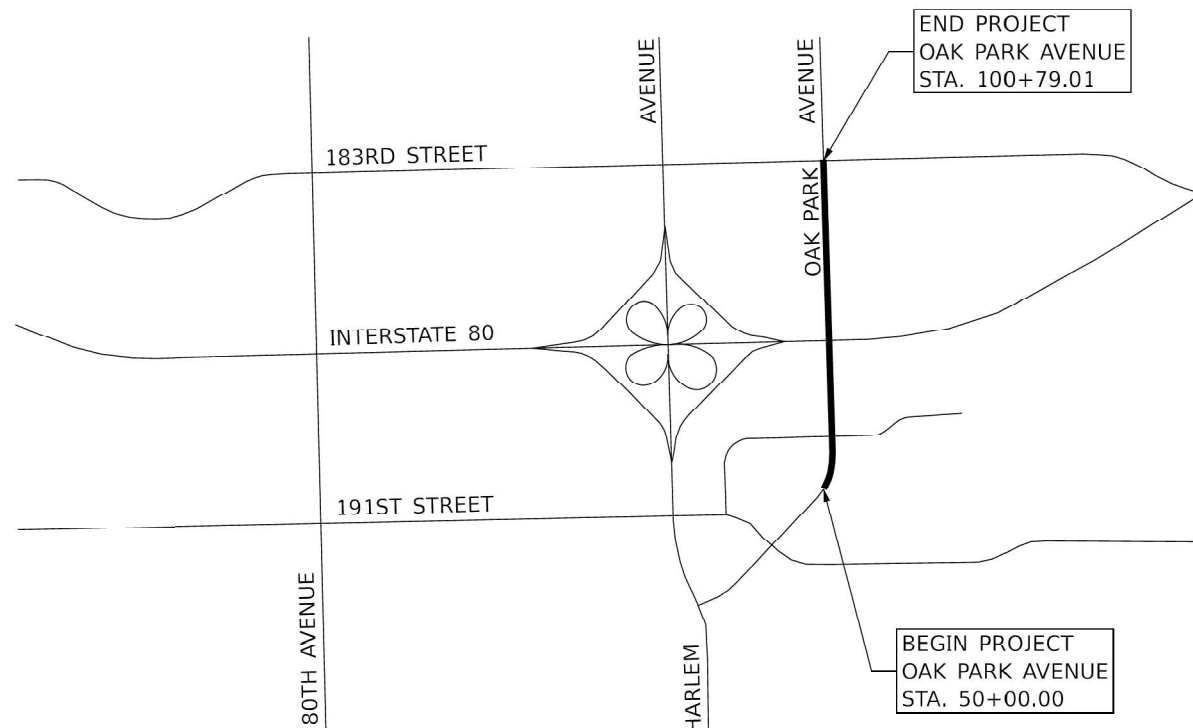 END PROJECT
OAK PARK AVENUE
STA. 100+79.01
AVENUE
AVENUE
183RD STREET
OAK PARK
INTERSTATE 80
191ST STREET
80TH AVENUE
HARLEM
BEGIN PROJECT
OAK PARK AVENUE
STA. 50+00.00